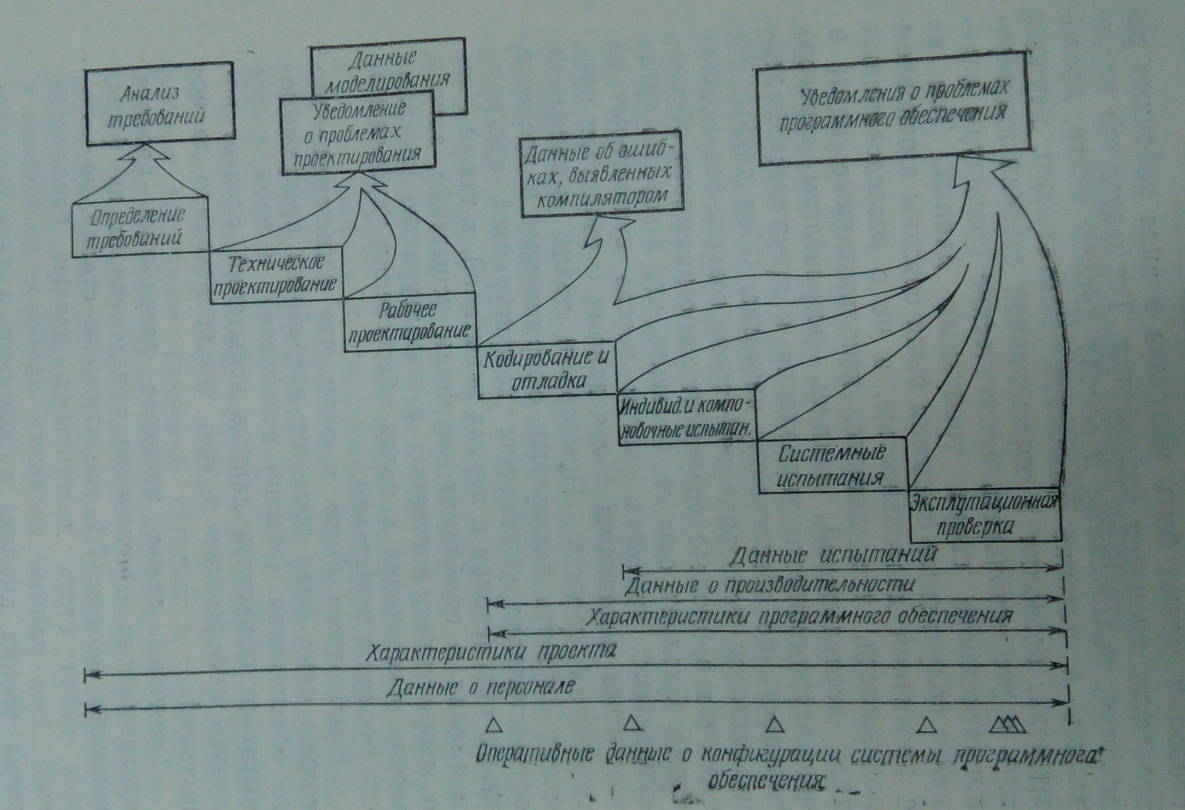 Анализ
требований
Данные
моделирования
Уведомление
о проблемах
проектирования
Данные об ошиб-
ках, выявленных
компилятором
Уведомления о проблемах
программного обеспечения
Определение
требований
Техническое
проектирование
Рабочее
проектирование
Кодирование и
отладка
Индивид. и компо-
новочные испытан.
Системные
испытания
Эксплутационная
проверка
Данные испытаний
Данные о производительности
Характеристики программного обеспечения
Характеристики проекта
Данные о персонале
Оперативные данные о конфигурации системы программного
обеспечения